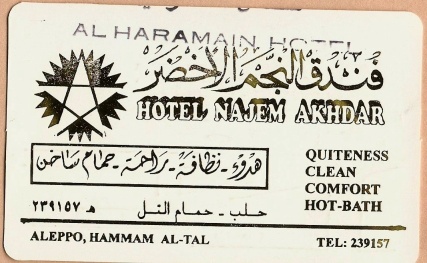 AL HARAMAIN HOTEL
فندق النجم الأخضر
HOTEL NAJEM AKHDAR
هدوء - نظافة - راحة - حمام ساخن
QUITENESS
CLEAN
COMFORT
HOT-BATH
حلب - حمام التل
هـ ٢٣٩١٥٧
ALEPPO, HAMMAM AL-TAL
TEL: 239157